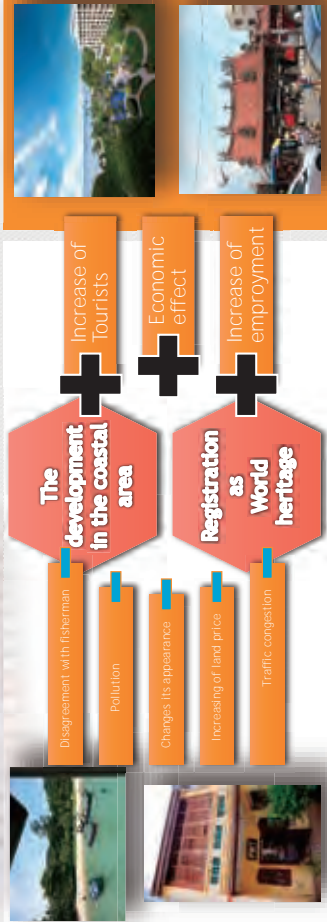 The
development
in the coastal
area
Increase of
Tourists
Economic
effect
Registration
as
World
heritage
Increase of
emproyment
Disagreement with fisherman
Pollution
Changes its appearance
Increasing of land price
Traffic congestion